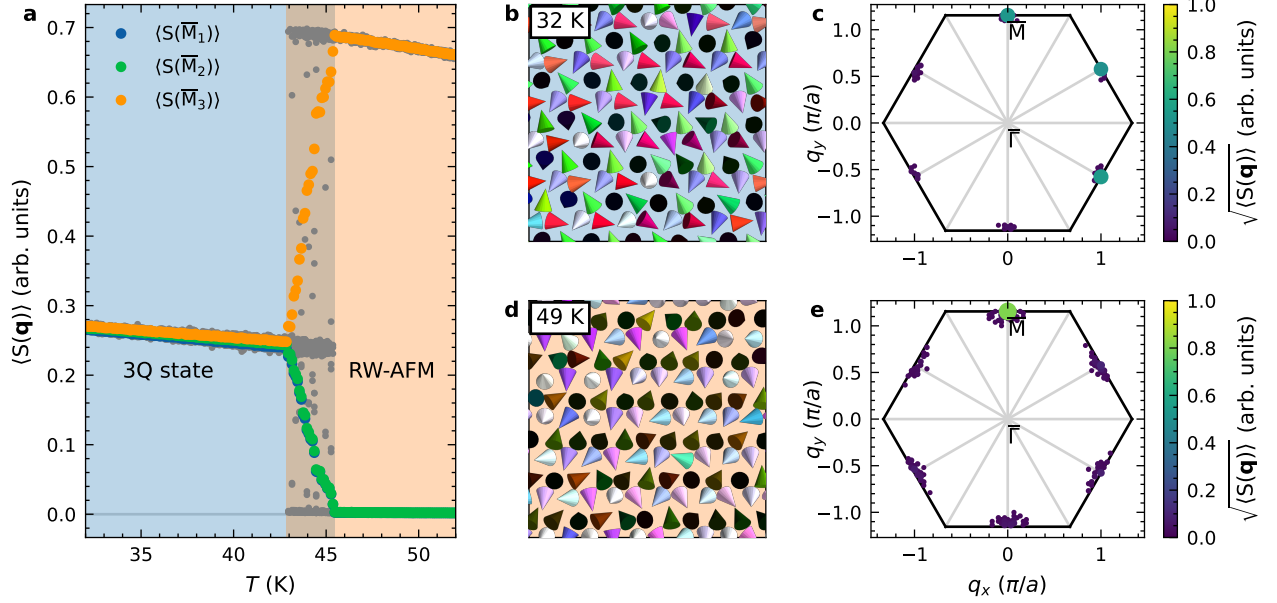 a
⟨S(q)⟩ (arb. units)
0.7
0.6
0.5
0.4
0.3
0.2
0.1
0.0
⟨S(M̅₁)⟩
⟨S(M̅₂)⟩
⟨S(M̅₃)⟩
3Q state
RW-AFM
35
40
45
50
T (K)
b
32 K
c
q_y (π/a)
1.0
0.5
0.0
−0.5
−1.0
M̅
Γ̅
−1
0
1
1.0
0.8
0.6
0.4
0.2
0.0
√⟨S(q)⟩ (arb. units)
d
49 K
e
q_y (π/a)
1.0
0.5
0.0
−0.5
−1.0
M̅
Γ̅
−1
0
1
q_x (π/a)
1.0
0.8
0.6
0.4
0.2
0.0
√⟨S(q)⟩ (arb. units)